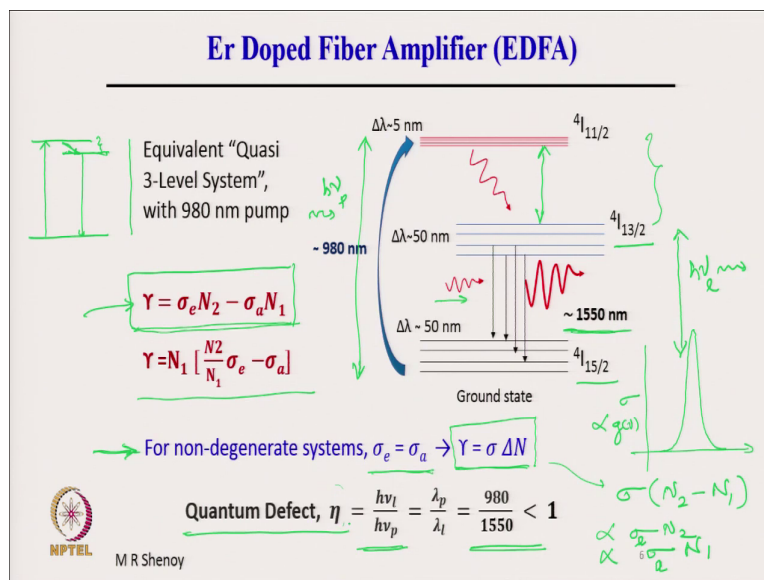 Er Doped Fiber Amplifier (EDFA)
Equivalent “Quasi
3-Level System”,
with 980 nm pump
Δλ~5 nm
⁴I₁₁/₂
hν_p
~ 980 nm
Δλ~50 nm
⁴I₁₃/₂
hν_l
~ 1550 nm
Δλ ~ 50 nm
⁴I₁₅/₂
Ground state
ϒ = σₑN₂ − σₐN₁
ϒ=N₁ [N2/N₁ σₑ −σₐ]
σ
∝ g(ν)
For non-degenerate systems, σₑ = σₐ → ϒ = σ ΔN
σ(N₂ − N₁)
Quantum Defect, η = hνₗ/hνₚ = λₚ/λₗ = 980/1550 < 1
∝ σₑ N₂
∝ σ N₁
NPTEL
M R Shenoy
6